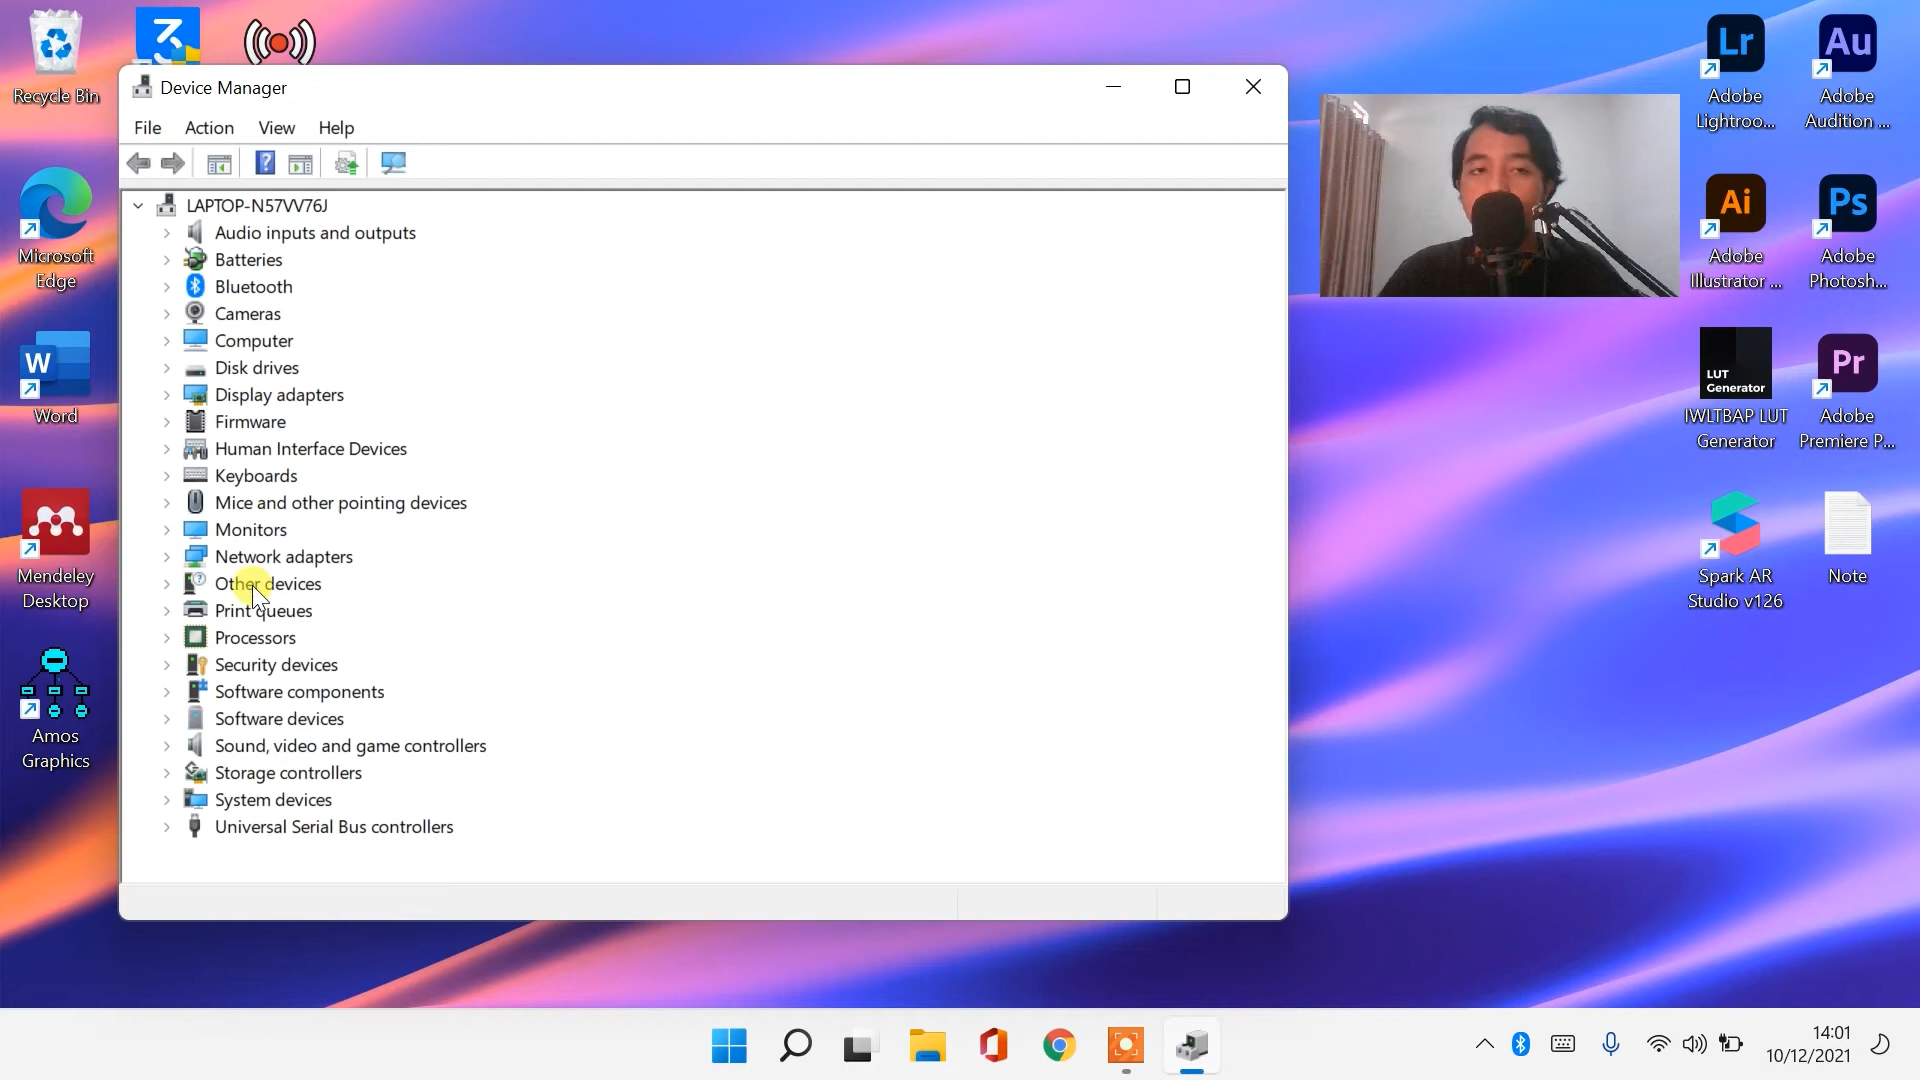 Recycle Bin
Microsoft
Edge
W
Word
Mendeley
Desktop
Amos
Graphics
Device Manager
File Action View Help
LAPTOP-N57VV76J
Audio inputs and outputs
Batteries
Bluetooth
Cameras
Computer
Disk drives
Display adapters
Firmware
Human Interface Devices
Keyboards
Mice and other pointing devices
Monitors
Network adapters
Other devices
Print queues
Processors
Security devices
Software components
Software devices
Sound, video and game controllers
Storage controllers
System devices
Universal Serial Bus controllers
Lr
Adobe
Lightroo...
Au
Adobe
Audition ...
Ai
Adobe
Illustrator ...
Ps
Adobe
Photosh...
LUT
Generator
IWLTBAP LUT
Generator
Pr
Adobe
Premiere P...
Spark AR
Studio v126
Note
14:01
10/12/2021